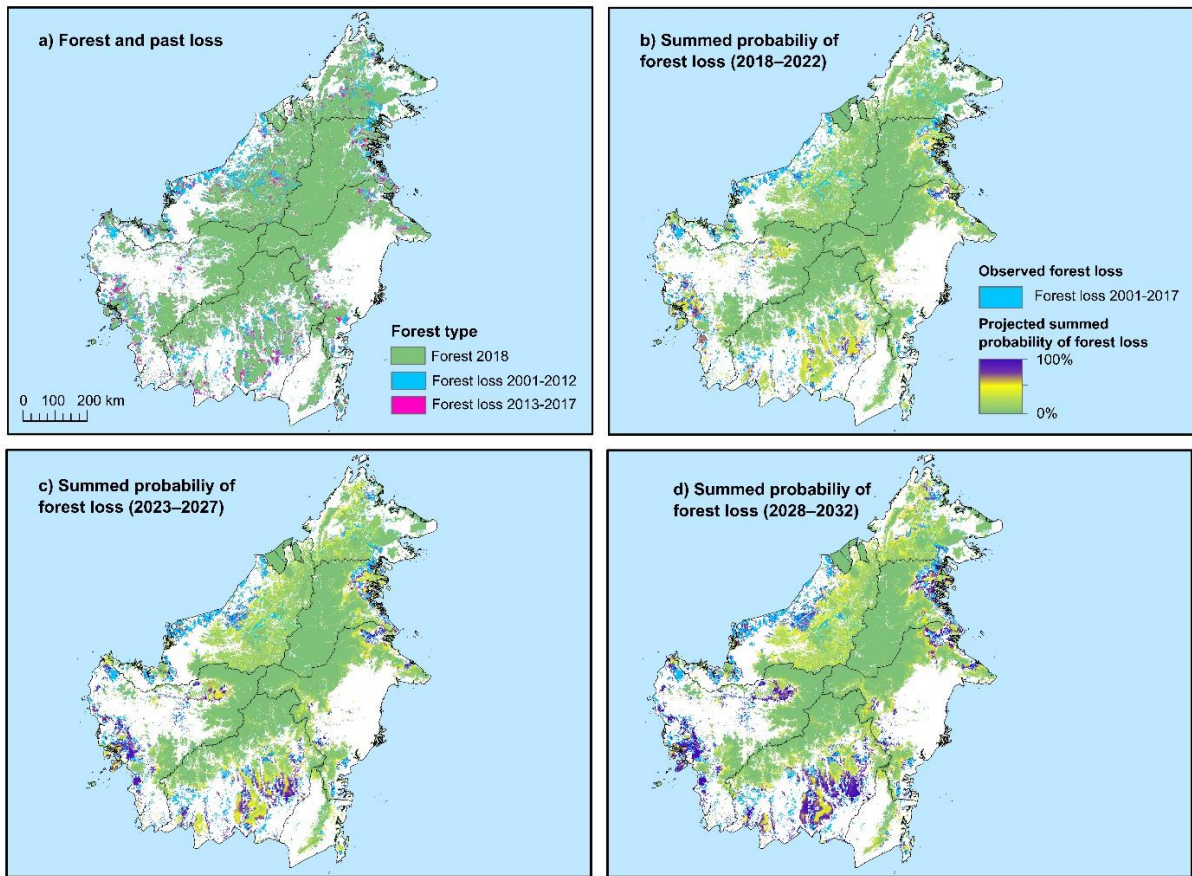 a) Forest and past loss
Forest type
Forest 2018
Forest loss 2001-2012
Forest loss 2013-2017
0 100 200 km
b) Summed probabiliy of
forest loss (2018–2022)
Observed forest loss
Forest loss 2001-2017
Projected summed
probability of forest loss
100%
0%
c) Summed probabiliy of
forest loss (2023–2027)
d) Summed probabiliy of
forest loss (2028–2032)